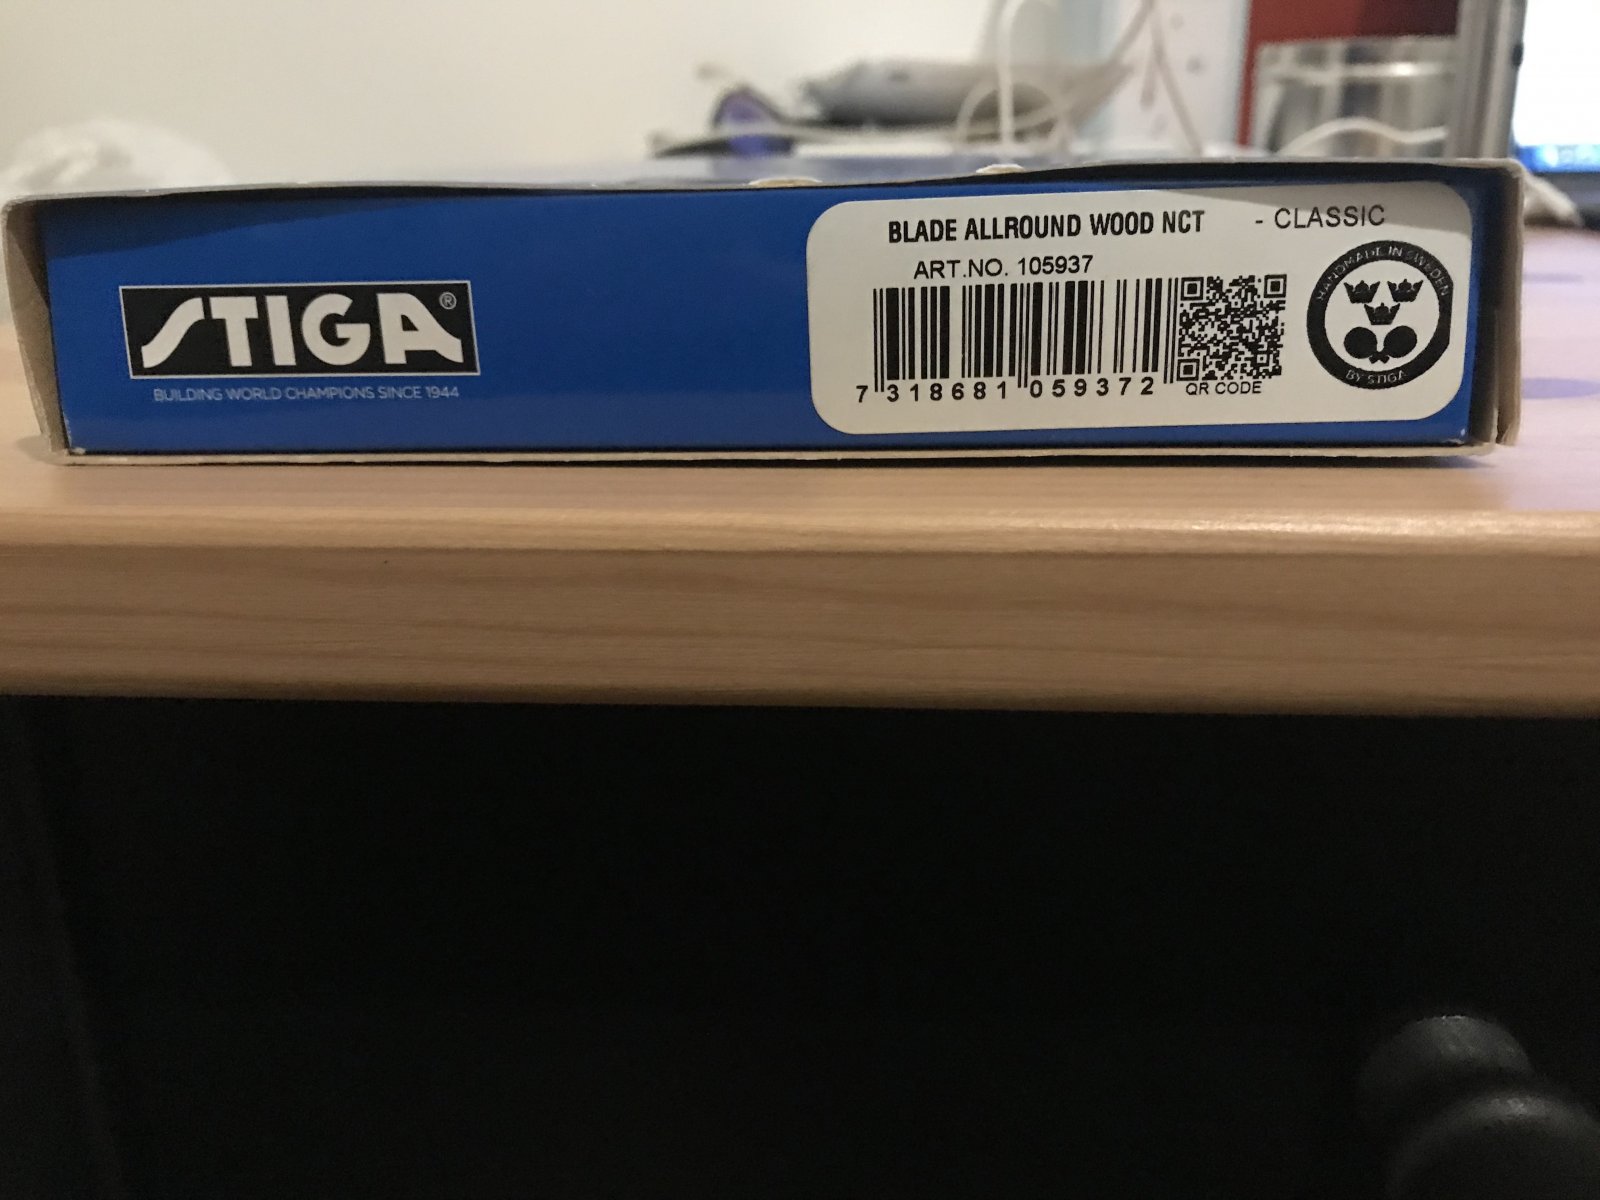 STIGA®
BUILDING WORLD CHAMPIONS SINCE 1944
BLADE ALLROUND WOOD NCT - CLASSIC
ART.NO. 105937
7 318681 059372
QR CODE
HANDMADE IN SWEDEN
BY STIGA